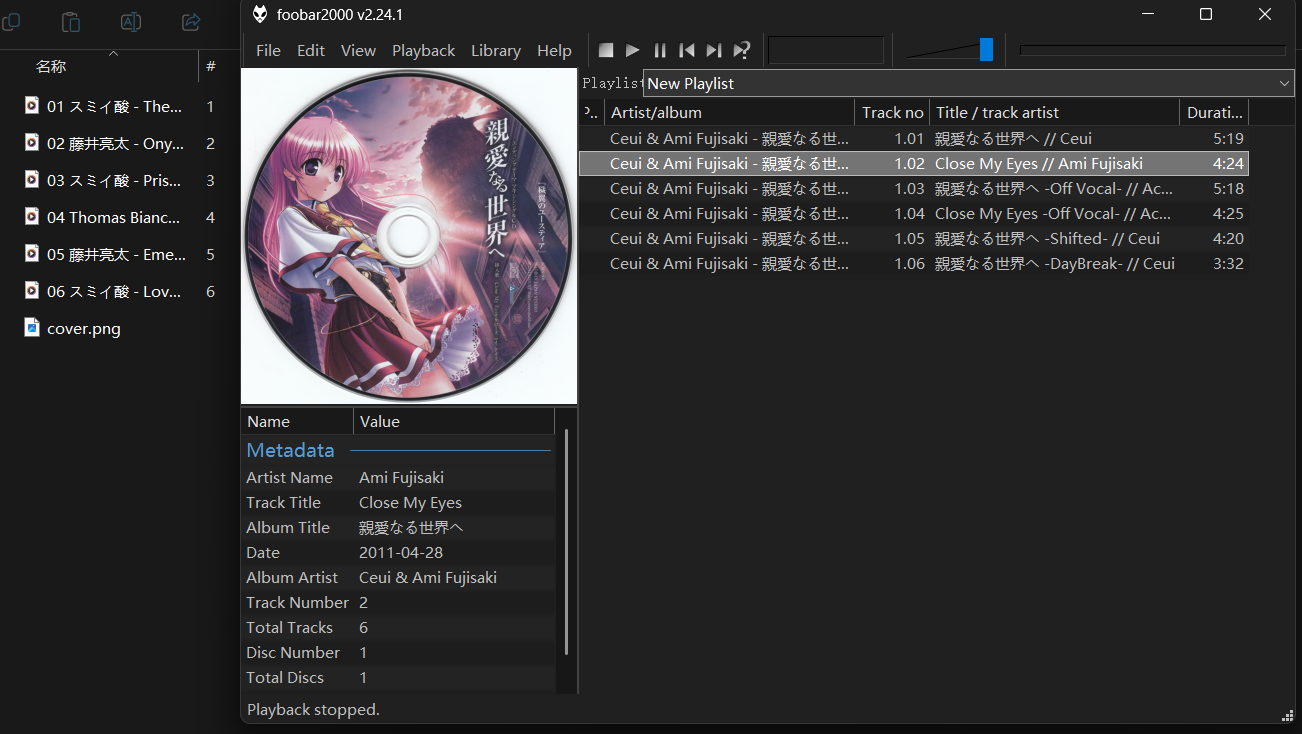 名称 #
01 スミイ酸 - The... 1
02 藤井亮太 - Ony... 2
03 スミイ酸 - Pris... 3
04 Thomas Bianc... 4
05 藤井亮太 - Eme... 5
06 スミイ酸 - Lov... 6
cover.png
foobar2000 v2.24.1
File Edit View Playback Library Help
親愛なる世界へ
Playlist New Playlist
P.. Artist/album Track no Title / track artist Durati...
Ceui & Ami Fujisaki - 親愛なる世... 1.01 親愛なる世界へ // Ceui 5:19
Ceui & Ami Fujisaki - 親愛なる世... 1.02 Close My Eyes // Ami Fujisaki 4:24
Ceui & Ami Fujisaki - 親愛なる世... 1.03 親愛なる世界へ -Off Vocal- // Ac... 5:18
Ceui & Ami Fujisaki - 親愛なる世... 1.04 Close My Eyes -Off Vocal- // Ac... 4:25
Ceui & Ami Fujisaki - 親愛なる世... 1.05 親愛なる世界へ -Shifted- // Ceui 4:20
Ceui & Ami Fujisaki - 親愛なる世... 1.06 親愛なる世界へ -DayBreak- // Ceui 3:32
Name Value
Metadata
Artist Name Ami Fujisaki
Track Title Close My Eyes
Album Title 親愛なる世界へ
Date 2011-04-28
Album Artist Ceui & Ami Fujisaki
Track Number 2
Total Tracks 6
Disc Number 1
Total Discs 1
Playback stopped.